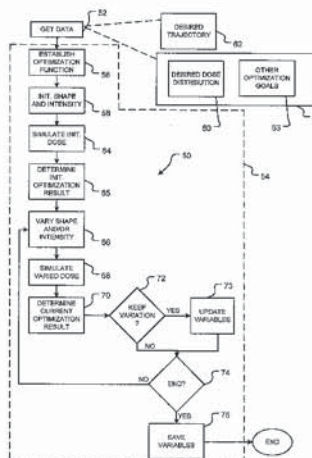 52
GET DATA
DESIRED
TRAJECTORY
62
ESTABLISH
OPTIMIZATION
FUNCTION
56
DESIRED DOSE
DISTRIBUTION
60
OTHER
OPTIMIZATION
GOALS
63
INIT. SHAPE
AND INTENSITY
58
SIMULATE INIT.
DOSE
64
50
54
DETERMINE
INIT. OPTIMIZATION
RESULT
65
VARY SHAPE
AND/OR
INTENSITY
66
SIMULATE
VARIED DOSE
68
DETERMINE
CURRENT OPTIMIZATION
RESULT
70
72
KEEP
VARIATION
?
YES
73
UPDATE
VARIABLES
NO
NO
END?
74
YES
SAVE
VARIABLES
76
END